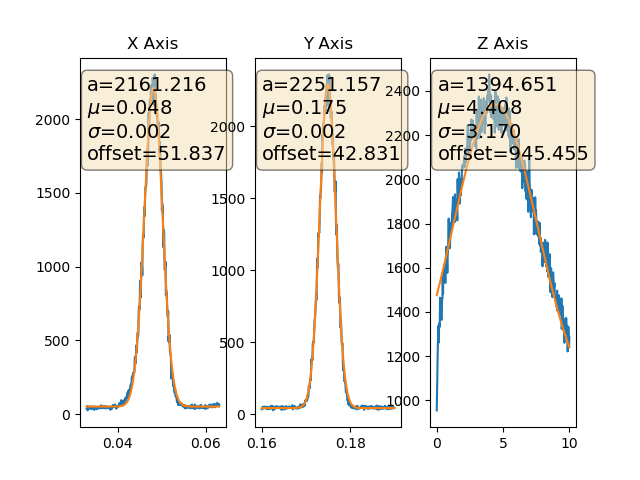 X Axis
Y Axis
Z Axis
a=2161.216
μ=0.048
σ=0.002
offset=51.837
a=2251.157
μ=0.175
σ=0.002
offset=42.831
a=1394.651
μ=4.408
σ=3.170
offset=945.455
2000
1500
1000
500
0
0.04
0.06
2000
1500
1000
500
0
0.16
0.18
2400
2200
2000
1800
1600
1400
1200
1000
0
5
10